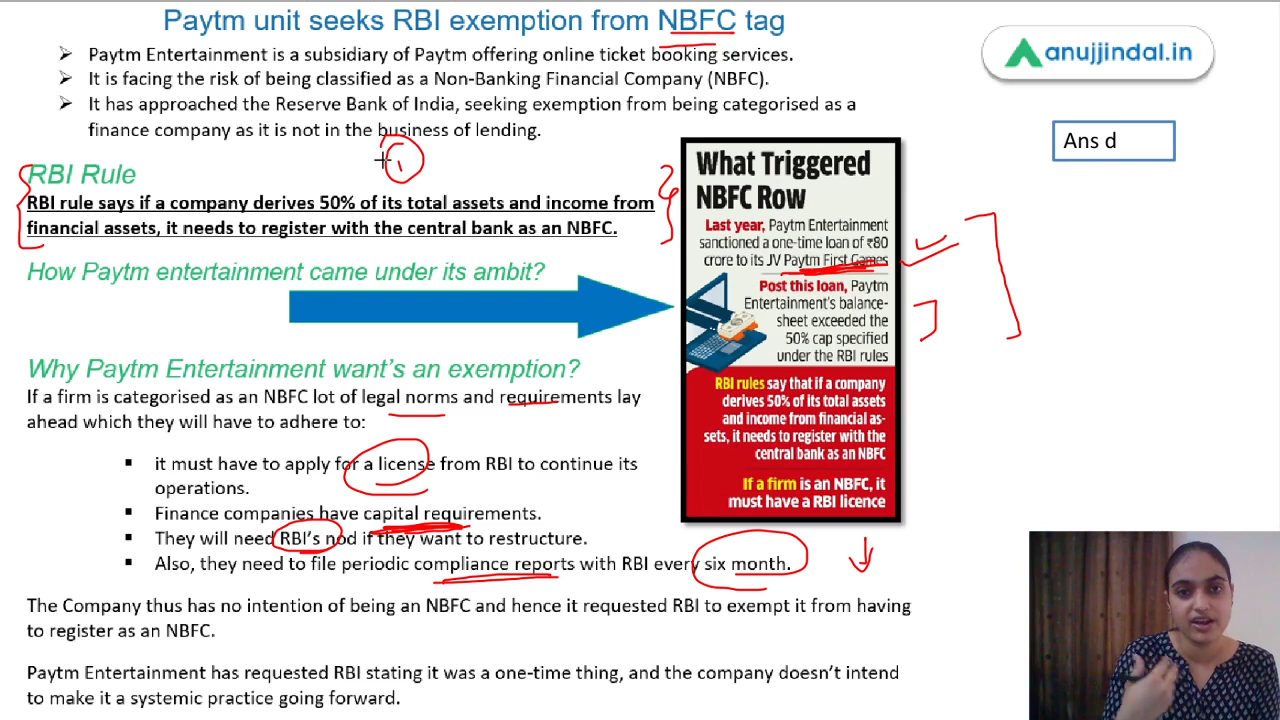 Paytm unit seeks RBI exemption from NBFC tag
anujjindal.in
➢ Paytm Entertainment is a subsidiary of Paytm offering online ticket booking services.
➢ It is facing the risk of being classified as a Non-Banking Financial Company (NBFC).
➢ It has approached the Reserve Bank of India, seeking exemption from being categorised as a
finance company as it is not in the business of lending.
Ans d
1
RBI Rule
RBI rule says if a company derives 50% of its total assets and income from
financial assets, it needs to register with the central bank as an NBFC.
How Paytm entertainment came under its ambit?
What Triggered
NBFC Row
Last year, Paytm Entertainment
sanctioned a one-time loan of ₹80
crore to its JV Paytm First Games
Post this loan, Paytm
Entertainment's balance-
sheet exceeded the
50% cap specified
under the RBI rules
RBI rules say that if a company
derives 50% of its total assets
and income from financial as-
sets, it needs to register with the
central bank as an NBFC
If a firm is an NBFC, it
must have a RBI licence
Why Paytm Entertainment want's an exemption?
If a firm is categorised as an NBFC lot of legal norms and requirements lay
ahead which they will have to adhere to:
▪ it must have to apply for a license from RBI to continue its
operations.
▪ Finance companies have capital requirements.
▪ They will need RBI's nod if they want to restructure.
▪ Also, they need to file periodic compliance reports with RBI every six month.
The Company thus has no intention of being an NBFC and hence it requested RBI to exempt it from having
to register as an NBFC.
Paytm Entertainment has requested RBI stating it was a one-time thing, and the company doesn't intend
to make it a systemic practice going forward.